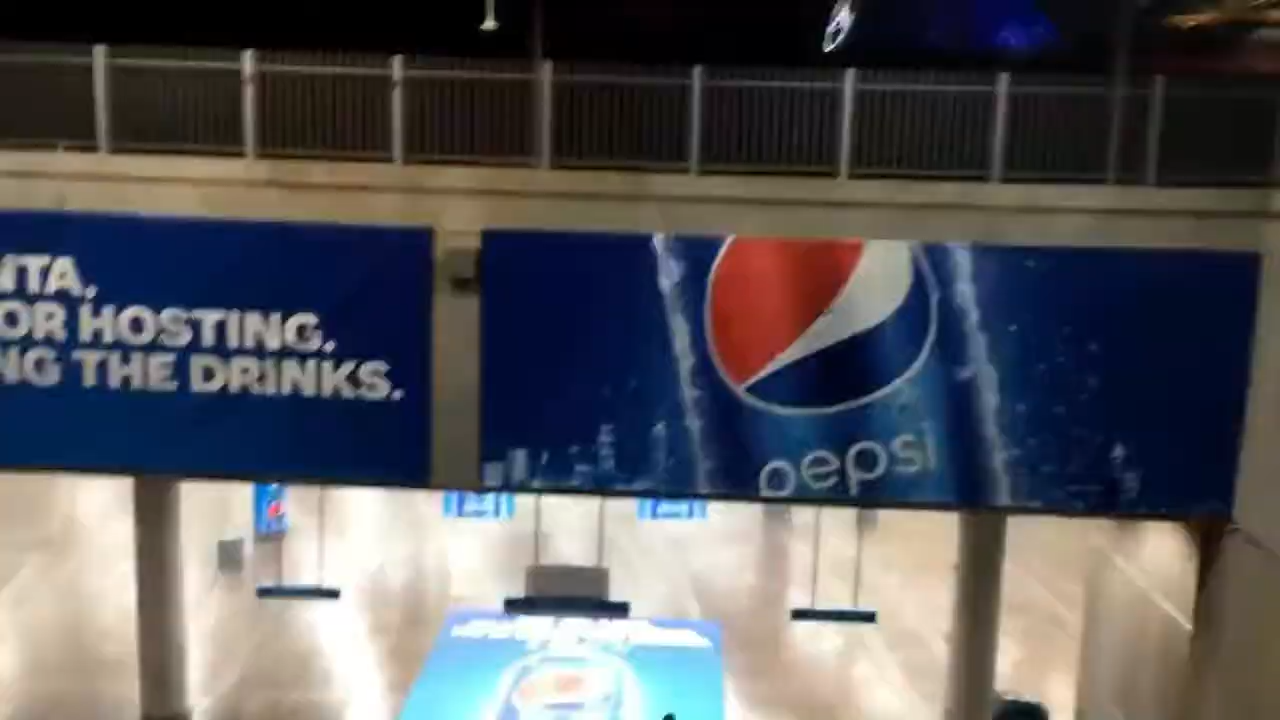 NTA,
OR HOSTING.
NG THE DRINKS.
pepsi